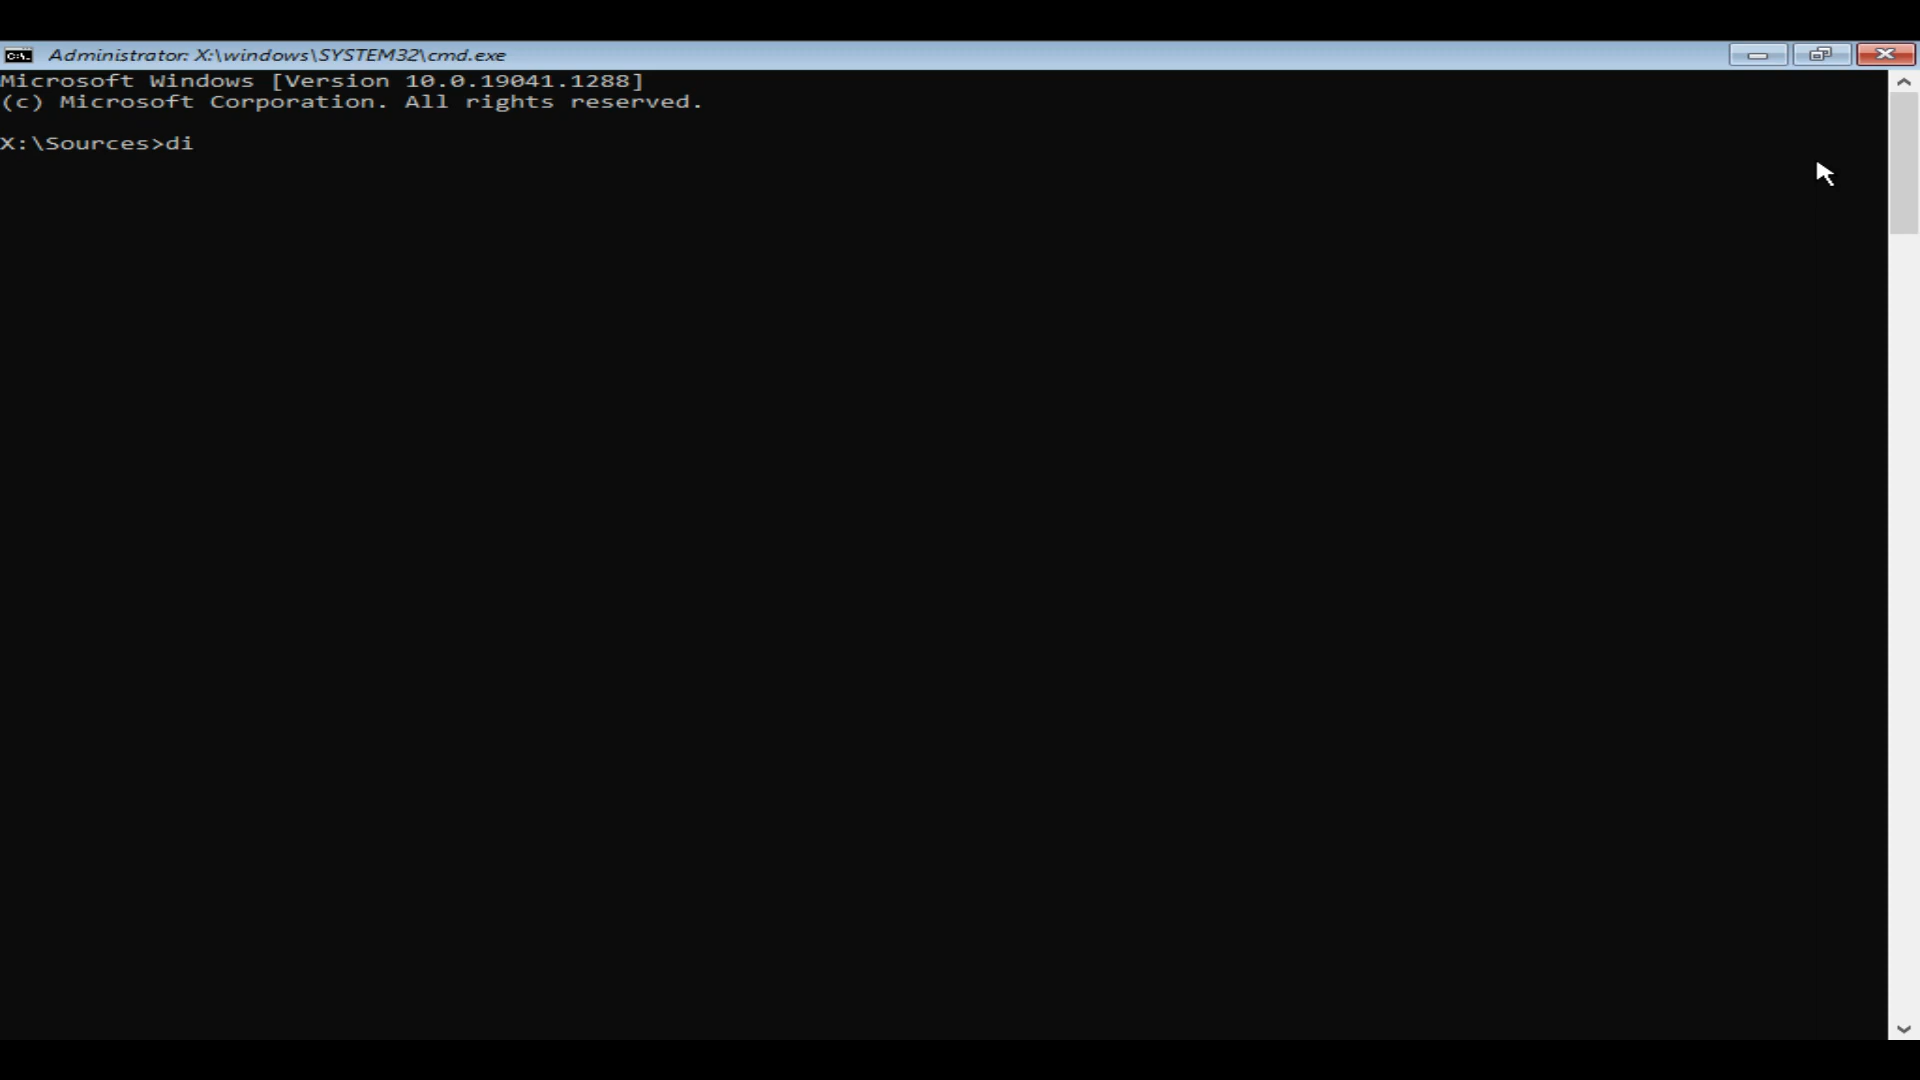 Administrator: X:\windows\SYSTEM32\cmd.exe
Microsoft Windows [Version 10.0.19041.1288]
(c) Microsoft Corporation. All rights reserved.
X:\Sources>di